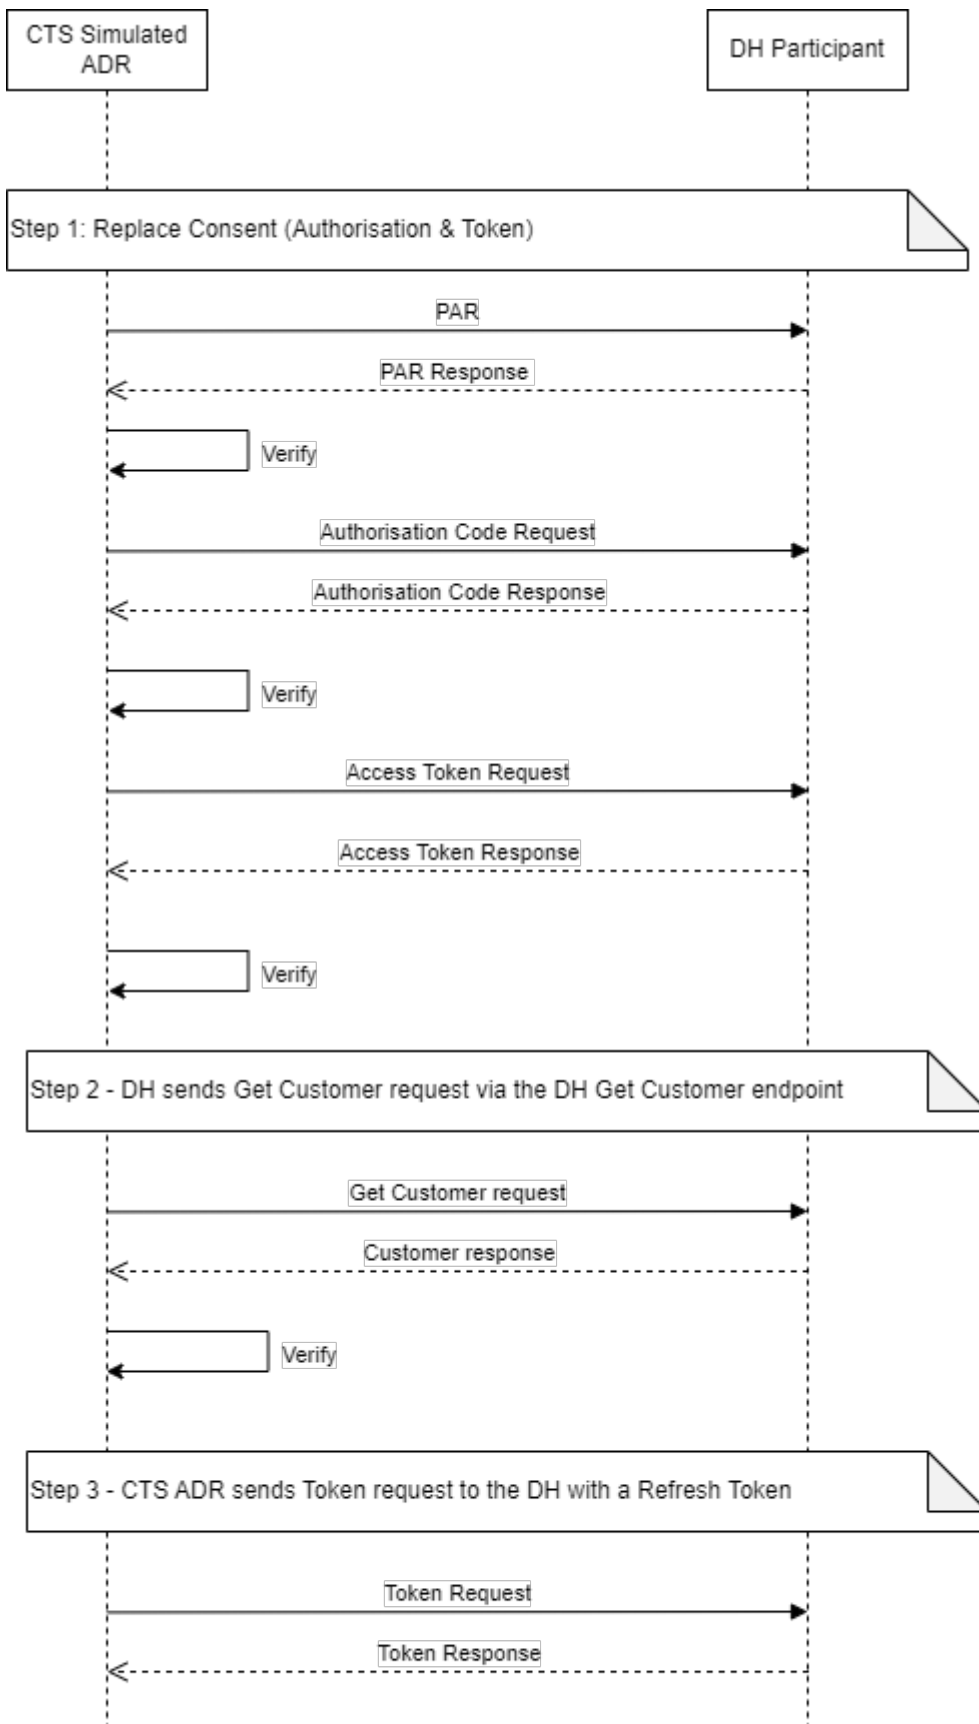 CTS Simulated
ADR
DH Participant
Step 1: Replace Consent (Authorisation & Token)
PAR
PAR Response
Verify
Authorisation Code Request
Authorisation Code Response
Verify
Access Token Request
Access Token Response
Verify
Step 2 - DH sends Get Customer request via the DH Get Customer endpoint
Get Customer request
Customer response
Verify
Step 3 - CTS ADR sends Token request to the DH with a Refresh Token
Token Request
Token Response